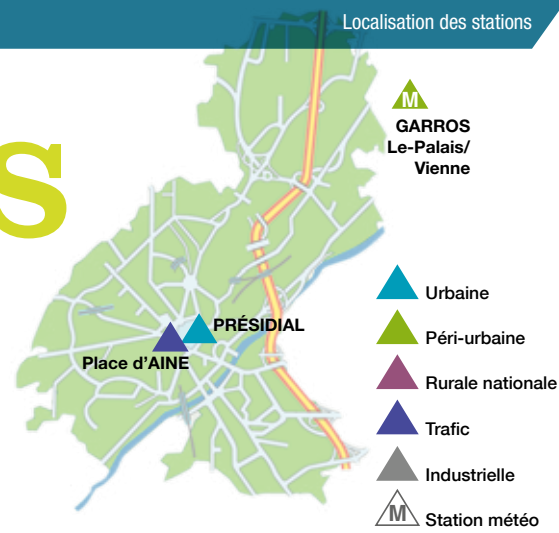 Localisation des stations
S
M
GARROS
Le-Palais/
Vienne
PRÉSIDIAL
Place d'AINE
Urbaine
Péri-urbaine
Rurale nationale
Trafic
Industrielle
M Station météo